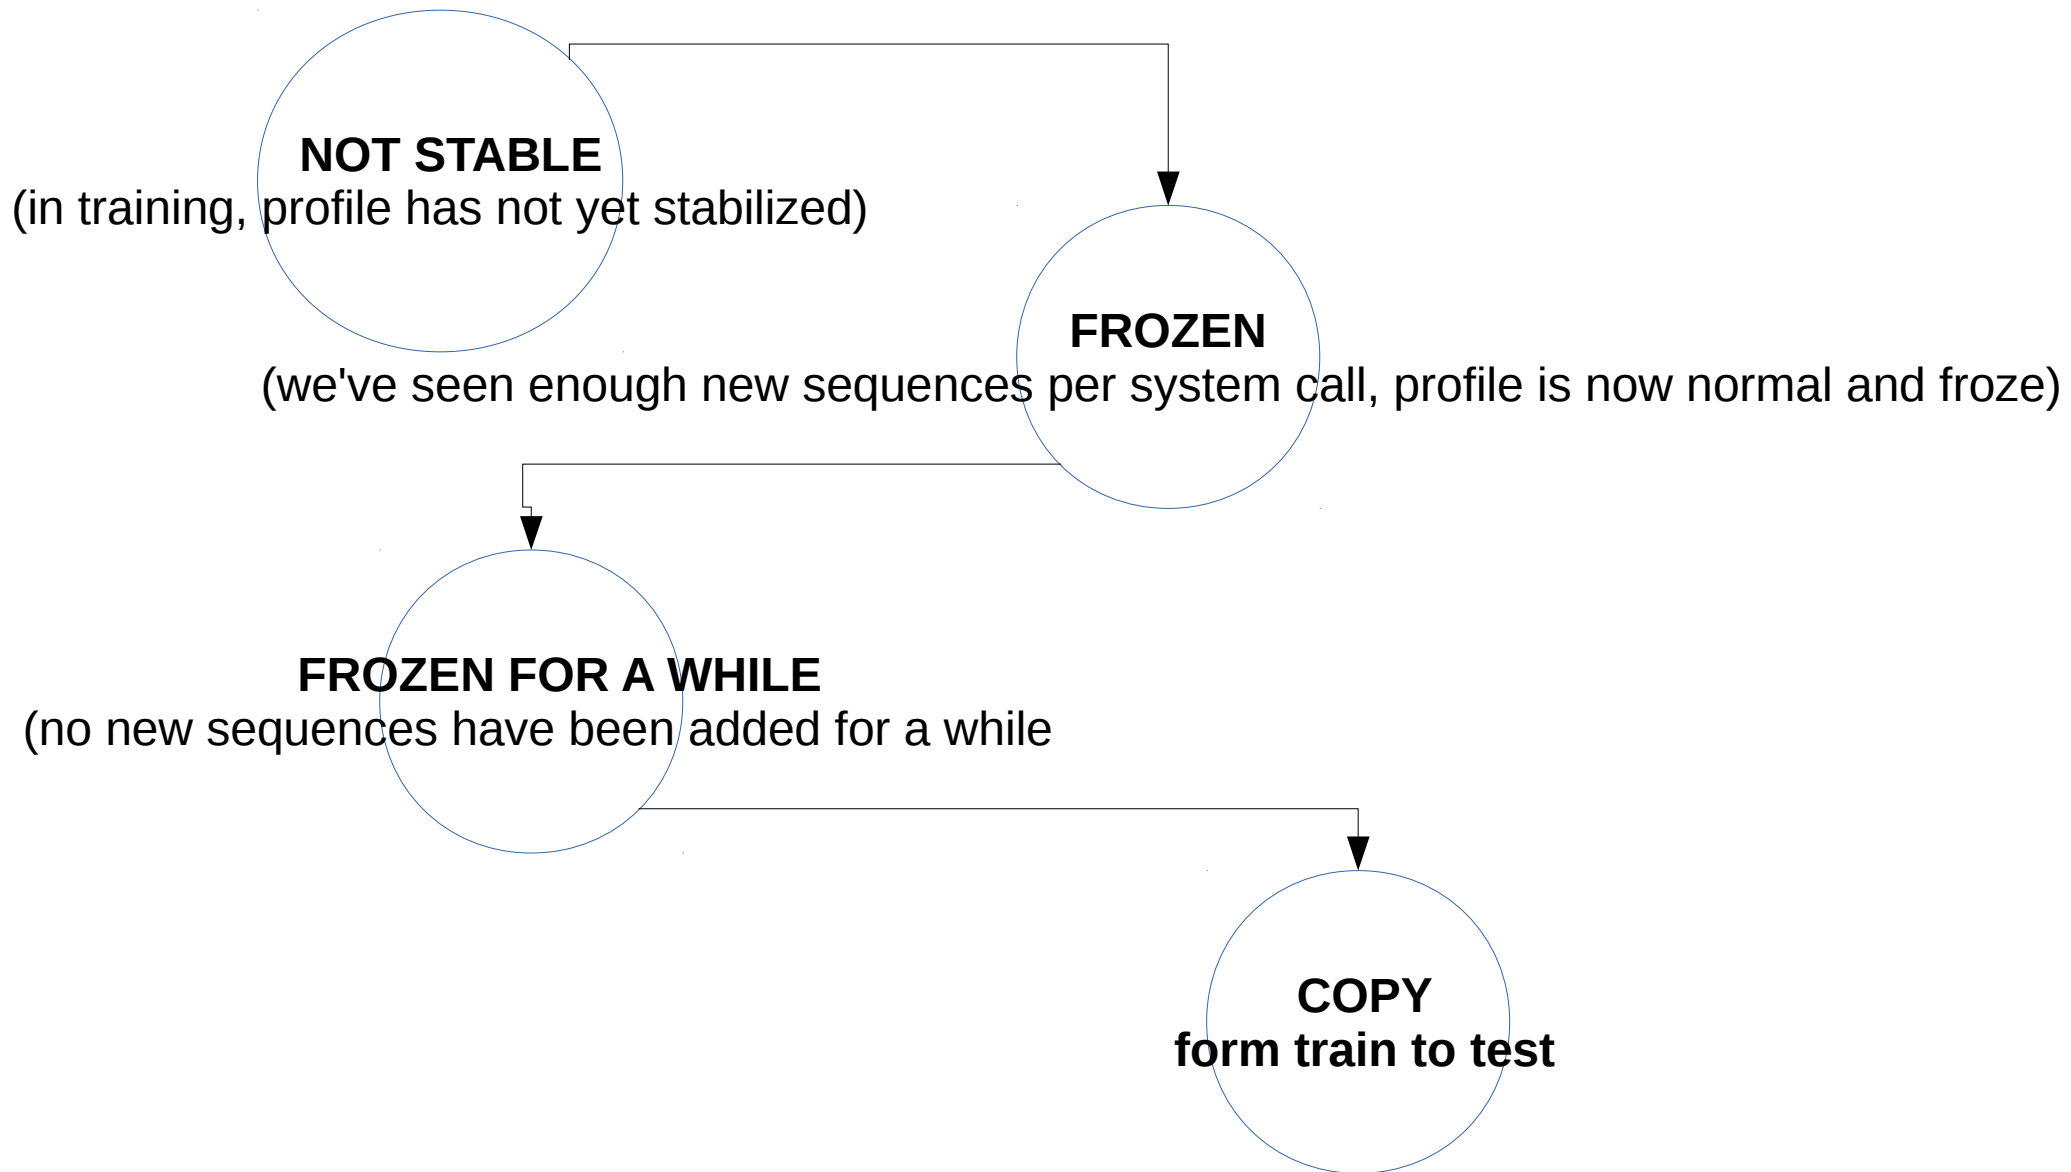 NOT STABLE
(in training, profile has not yet stabilized)
FROZEN
(we've seen enough new sequences per system call, profile is now normal and froze)
FROZEN FOR A WHILE
(no new sequences have been added for a while
COPY
form train to test